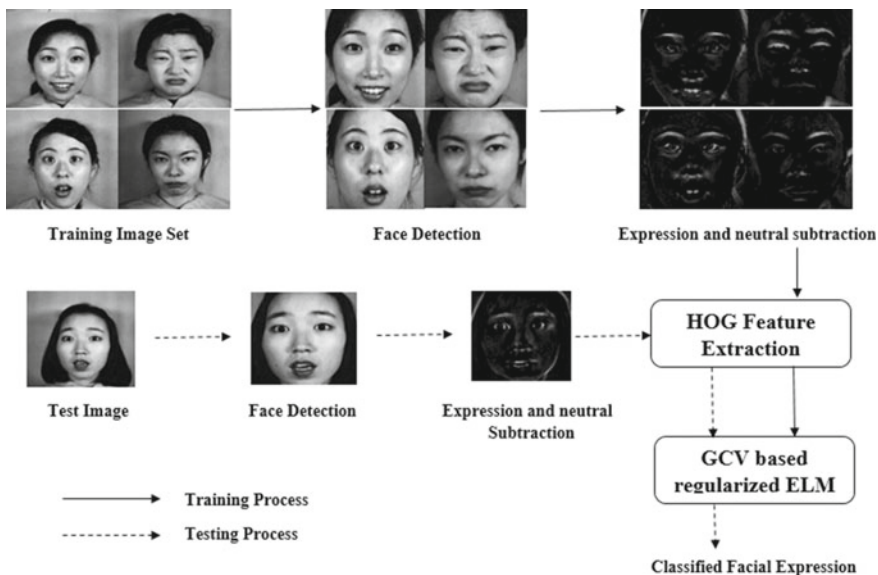 Training Image Set
Face Detection
Expression and neutral subtraction
HOG Feature
Extraction
Test Image
Face Detection
Expression and neutral
Subtraction
GCV based
regularized ELM
Training Process
Testing Process
Classified Facial Expression